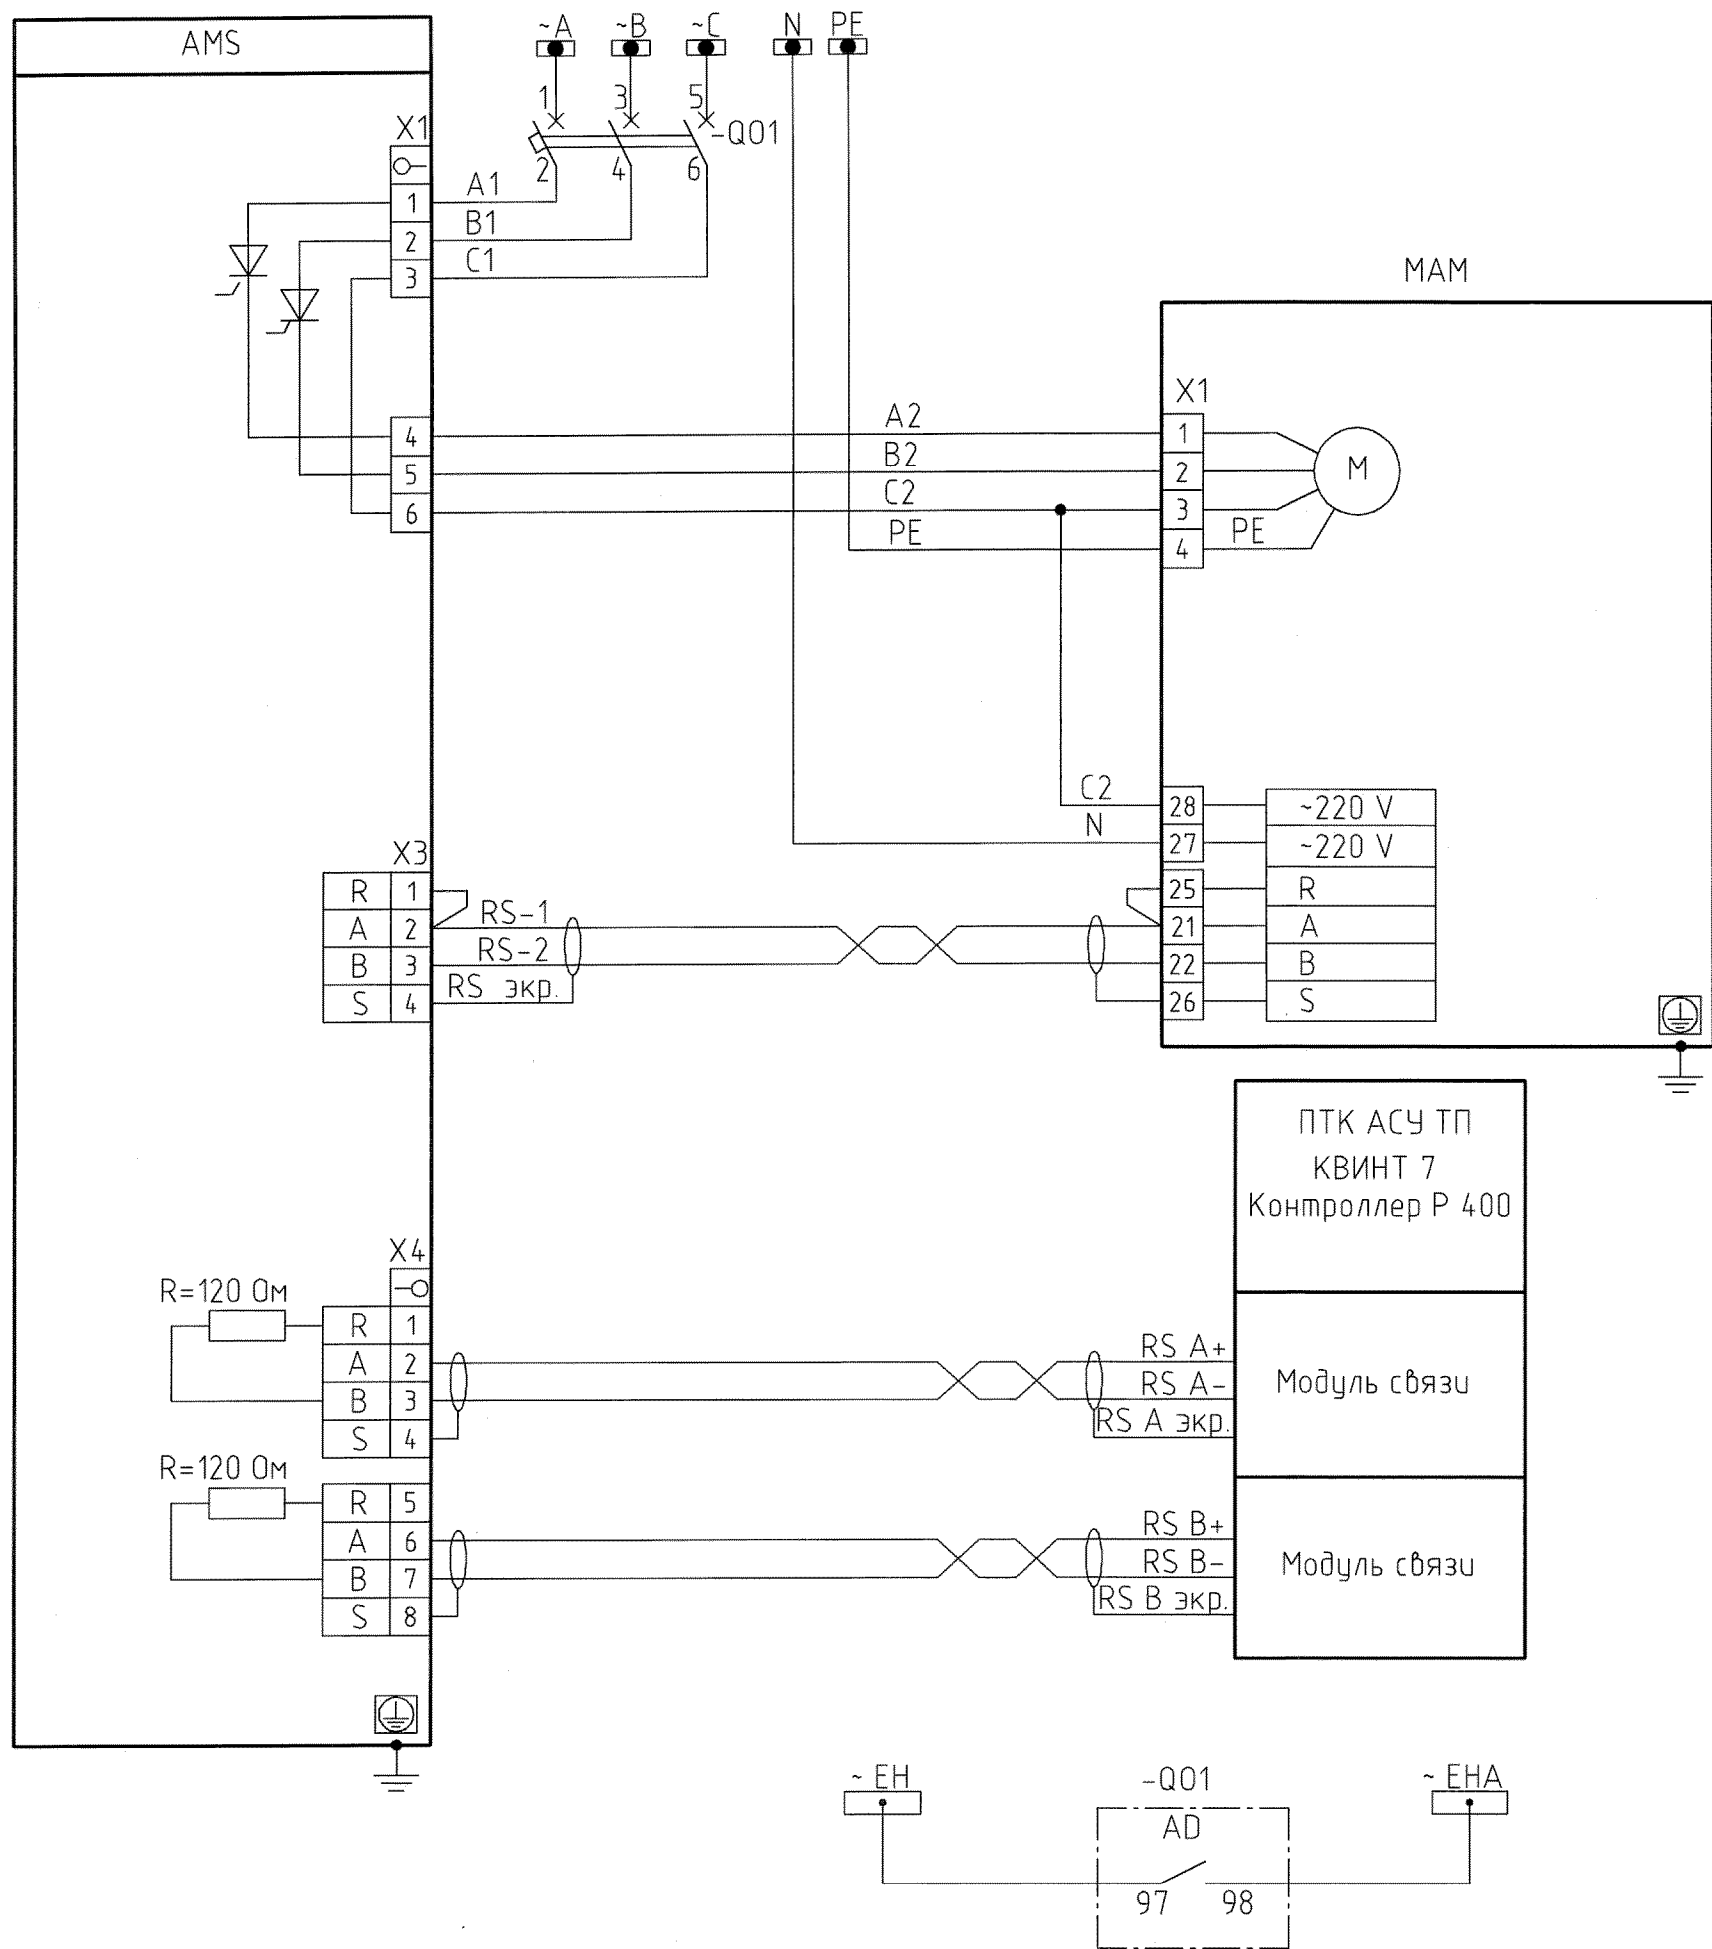 AMS
~A ~B ~C N PE
1 3 5
-QO1
2 4 6
X1
1 A1
2 B1
3 C1
MAM
X1
4 A2 1
5 B2 2
M
6 C2 3
PE 4 PE
C2 28 ~220 V
N 27 ~220 V
X3
R 1 25 R
A 2 RS-1 21 A
B 3 RS-2 22 B
S 4 RS экр. 26 S
ПТК АСУ ТП
КВИНТ 7
Контроллер Р 400
X4
R=120 Ом
R 1
A 2 RS A+
B 3 RS A-
S 4 RS A экр.
Модуль связи
R=120 Ом
R 5
A 6 RS B+
B 7 RS B-
S 8 RS B экр.
Модуль связи
~ EH -QO1 ~ EHA
AD
97 98